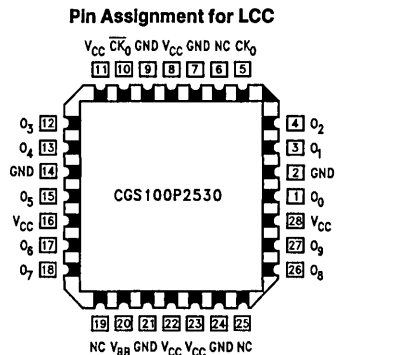 Pin Assignment for LCC
VCC CK0 GND VCC GND NC CK0
11 10 9 8 7 6 5
O3 12
O4 13
GND 14
O5 15
VCC 16
O6 17
O7 18
CGS100P2530
4 O2
3 O1
2 GND
1 O0
28 VCC
27 O9
26 O8
19 20 21 22 23 24 25
NC VBB GND VCC VCC GND NC